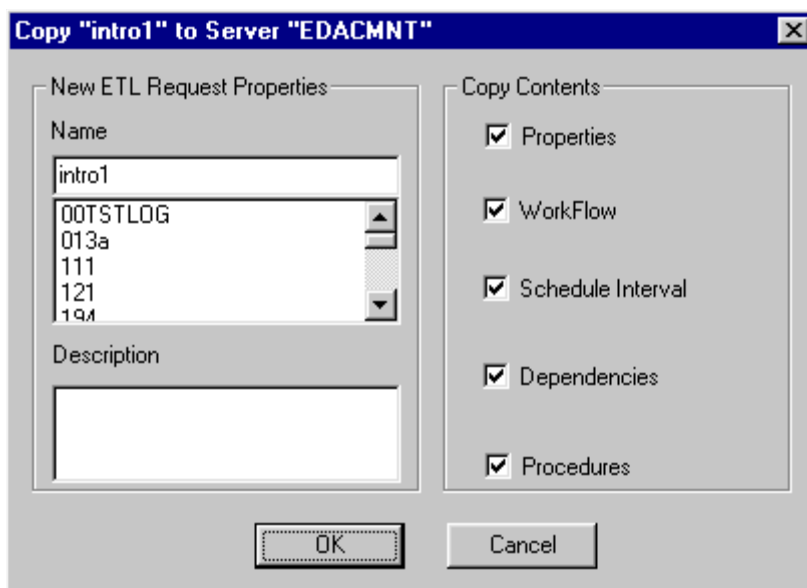 Copy "intro1" to Server "EDACMNT"
New ETL Request Properties
Name
intro1
00TSTLOG
013a
111
121
194
Description
Copy Contents
Properties
WorkFlow
Schedule Interval
Dependencies
Procedures
OK
Cancel